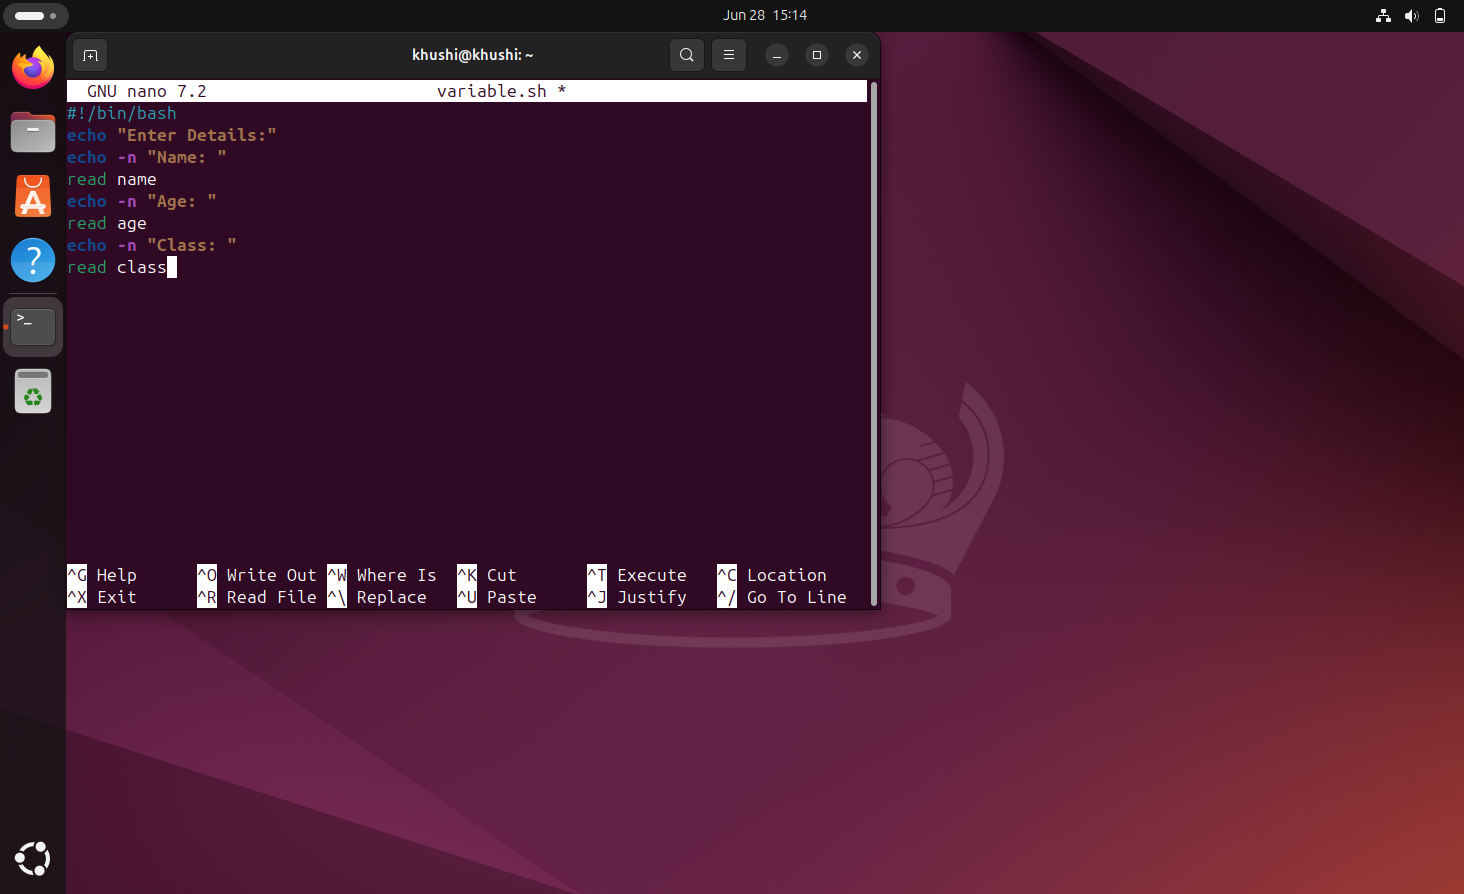 Jun 28 15:14
khushi@khushi: ~
GNU nano 7.2 variable.sh *
#!/bin/bash
echo "Enter Details:"
echo -n "Name: "
read name
echo -n "Age: "
read age
echo -n "Class: "
read class
^G Help ^O Write Out ^W Where Is ^K Cut ^T Execute ^C Location
^X Exit ^R Read File ^\ Replace ^U Paste ^J Justify ^/ Go To Line